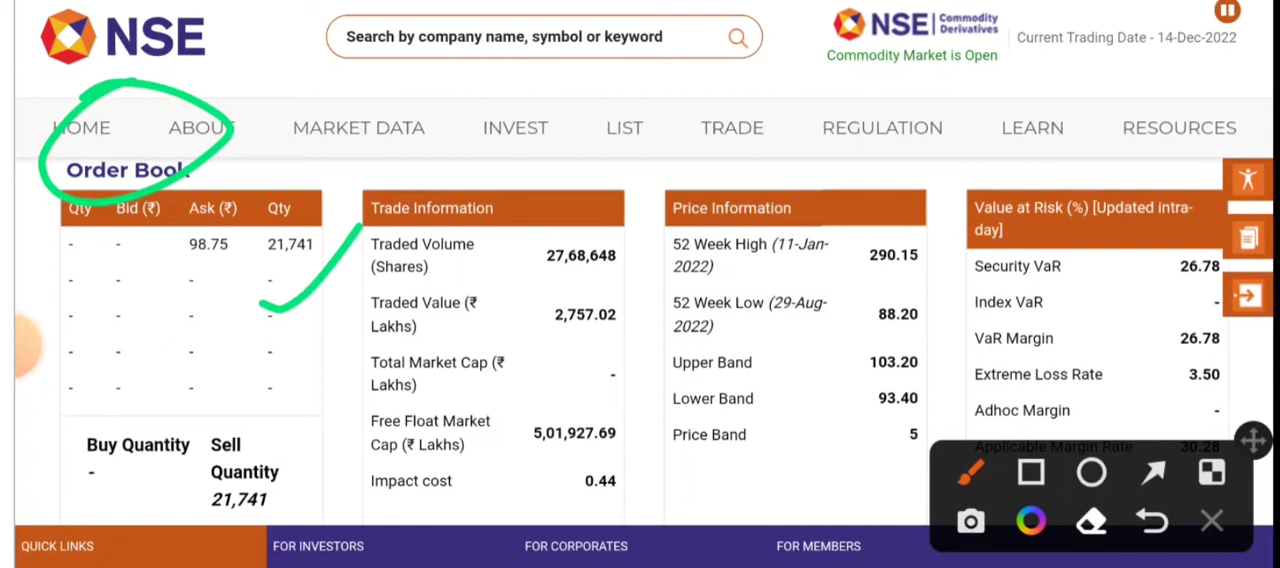 NSE
Search by company name, symbol or keyword
NSE Commodity Derivatives
Commodity Market is Open
Current Trading Date - 14-Dec-2022
HOME ABOUT MARKET DATA INVEST LIST TRADE REGULATION LEARN RESOURCES
Order Book
Qty Bid (₹) Ask (₹) Qty
- - 98.75 21,741
- - - -
- - - -
- - - -
- - - -
Buy Quantity Sell Quantity
- 21,741
Trade Information
Traded Volume (Shares) 27,68,648
Traded Value (₹ Lakhs) 2,757.02
Total Market Cap (₹ Lakhs) -
Free Float Market Cap (₹ Lakhs) 5,01,927.69
Impact cost 0.44
Price Information
52 Week High (11-Jan-2022) 290.15
52 Week Low (29-Aug-2022) 88.20
Upper Band 103.20
Lower Band 93.40
Price Band 5
Value at Risk (%) [Updated intra-day]
Security VaR 26.78
Index VaR -
VaR Margin 26.78
Extreme Loss Rate 3.50
Adhoc Margin -
Applicable Margin Rate 30.28
QUICK LINKS FOR INVESTORS FOR CORPORATES FOR MEMBERS